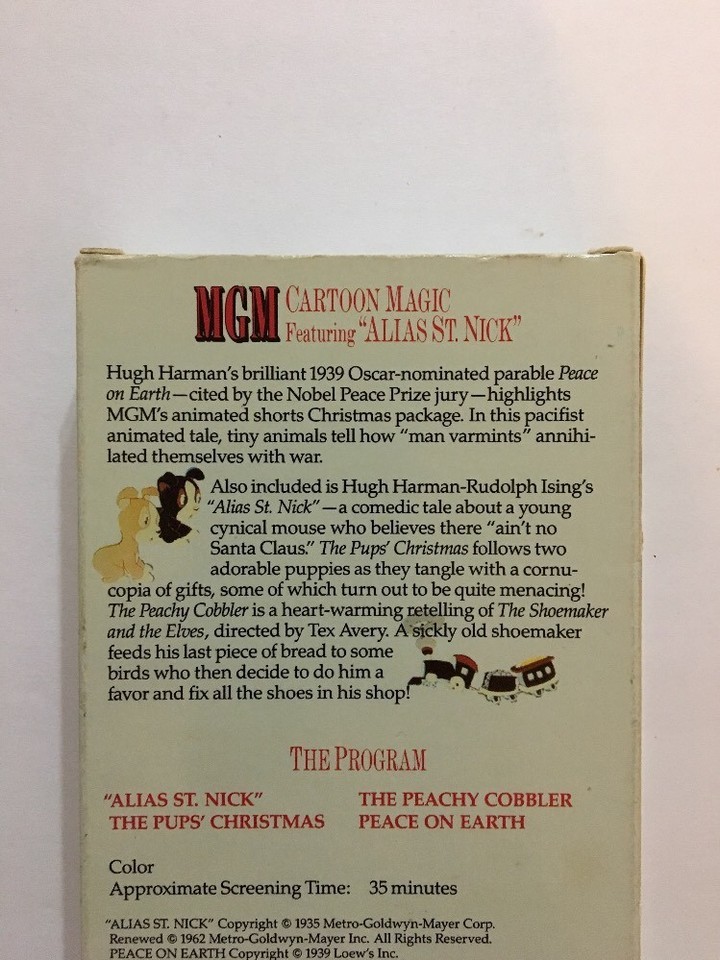 MGM CARTOON MAGIC
Featuring "ALIAS ST. NICK"
Hugh Harman's brilliant 1939 Oscar-nominated parable Peace
on Earth—cited by the Nobel Peace Prize jury—highlights
MGM's animated shorts Christmas package. In this pacifist
animated tale, tiny animals tell how "man varmints" annihi-
lated themselves with war.
Also included is Hugh Harman-Rudolph Ising's
"Alias St. Nick"—a comedic tale about a young
cynical mouse who believes there "ain't no
Santa Claus." The Pups' Christmas follows two
adorable puppies as they tangle with a cornu-
copia of gifts, some of which turn out to be quite menacing!
The Peachy Cobbler is a heart-warming retelling of The Shoemaker
and the Elves, directed by Tex Avery. A sickly old shoemaker
feeds his last piece of bread to some
birds who then decide to do him a
favor and fix all the shoes in his shop!
THE PROGRAM
"ALIAS ST. NICK" THE PEACHY COBBLER
THE PUPS' CHRISTMAS PEACE ON EARTH
Color
Approximate Screening Time: 35 minutes
"ALIAS ST. NICK" Copyright © 1935 Metro-Goldwyn-Mayer Corp.
Renewed © 1962 Metro-Goldwyn-Mayer Inc. All Rights Reserved.
PEACE ON EARTH Copyright © 1939 Loew's Inc.